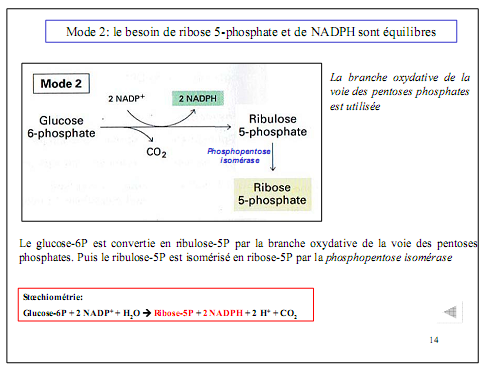 Mode 2: le besoin de ribose 5-phosphate et de NADPH sont équilibres
Mode 2
2 NADP⁺
2 NADPH
Glucose
6-phosphate
CO₂
Ribulose
5-phosphate
Phosphopentose
isomérase
Ribose
5-phosphate
La branche oxydative de la
voie des pentoses phosphates
est utilisée
Le glucose-6P est convertie en ribulose-5P par la branche oxydative de la voie des pentoses
phosphates. Puis le ribulose-5P est isomérisé en ribose-5P par la phosphopentose isomérase
Stœchiométrie:
Glucose-6P + 2 NADP⁺ + H₂O → Ribose-5P + 2 NADPH + 2 H⁺ + CO₂
14